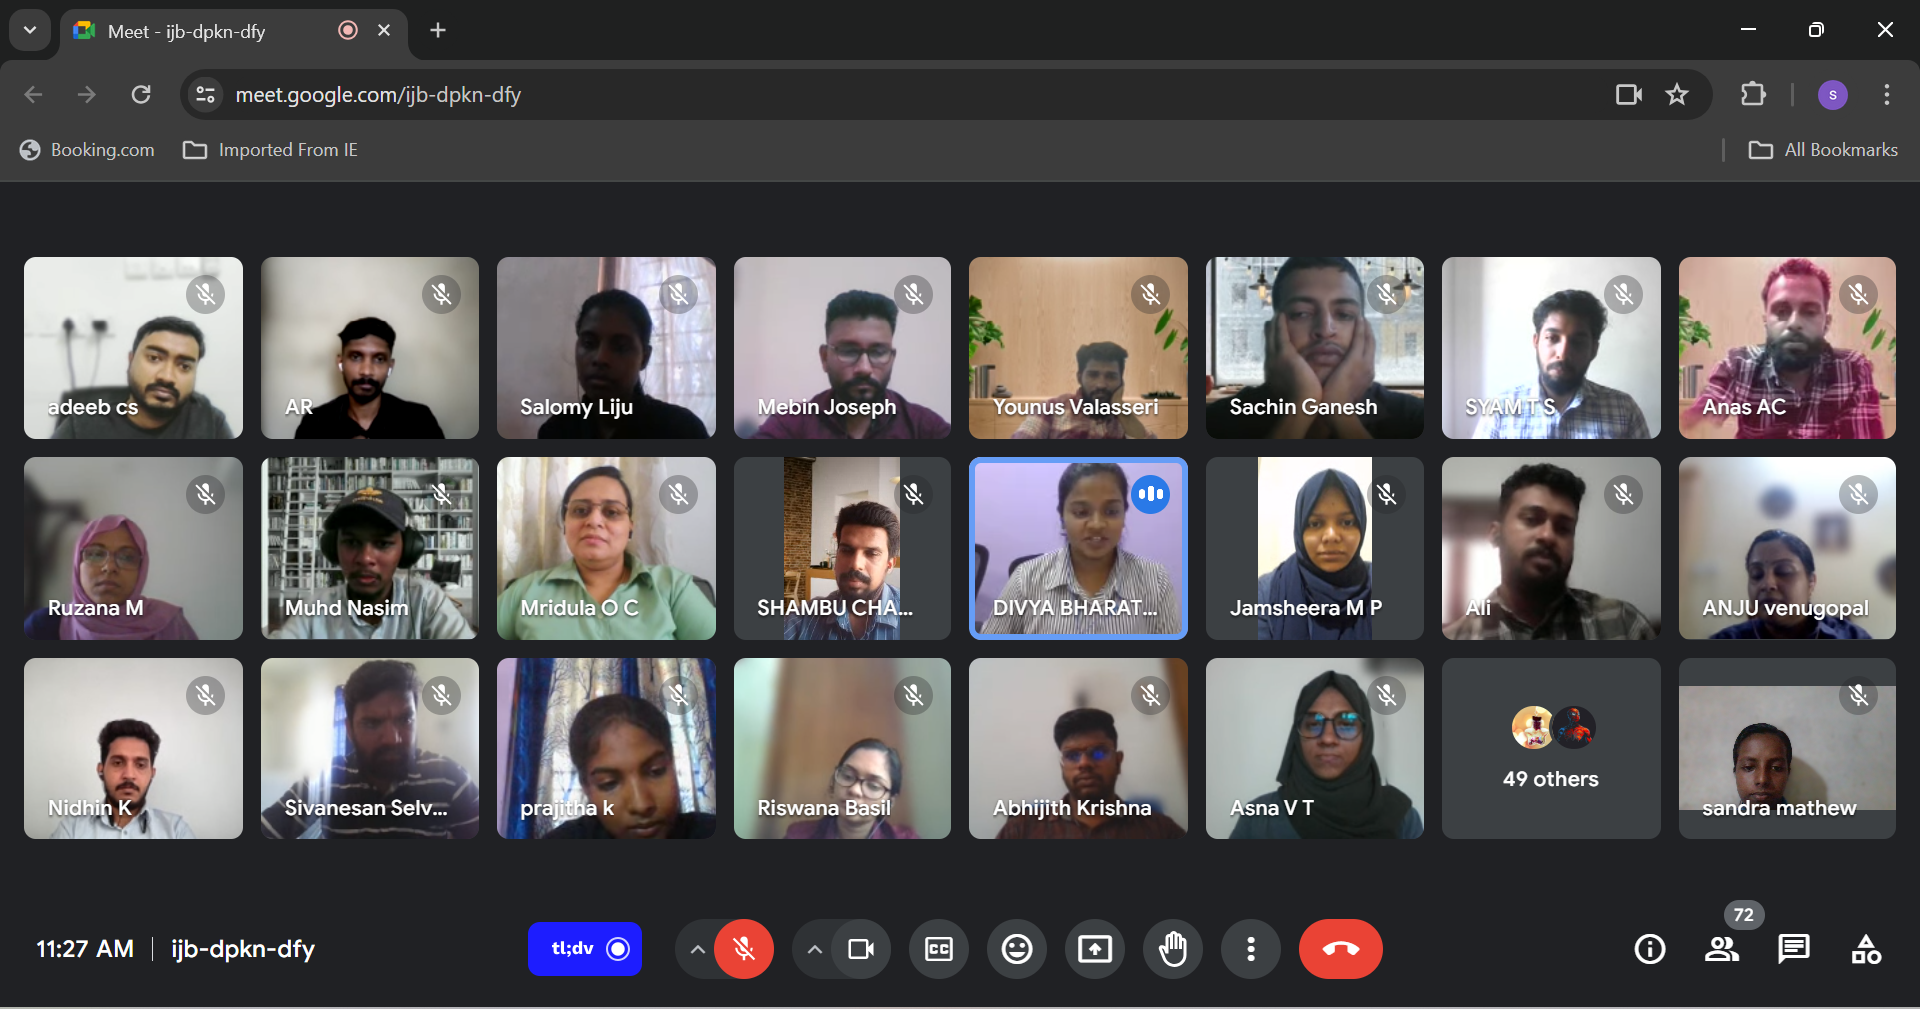 Meet - ijb-dpkn-dfy
meet.google.com/ijb-dpkn-dfy
s
Booking.com
Imported From IE
All Bookmarks
adeeb cs
AR
Salomy Liju
Mebin Joseph
Younus Valasseri
Sachin Ganesh
SYAM T S
Anas AC
Ruzana M
Muhd Nasim
Mridula O C
SHAMBU CHA...
DIVYA BHARAT...
Jamsheera M P
Ali
ANJU venugopal
Nidhin K
Sivanesan Selv...
prajitha k
Riswana Basil
Abhijith Krishna
Asna V T
49 others
sandra mathew
11:27 AM
ijb-dpkn-dfy
tl;dv
CC
72